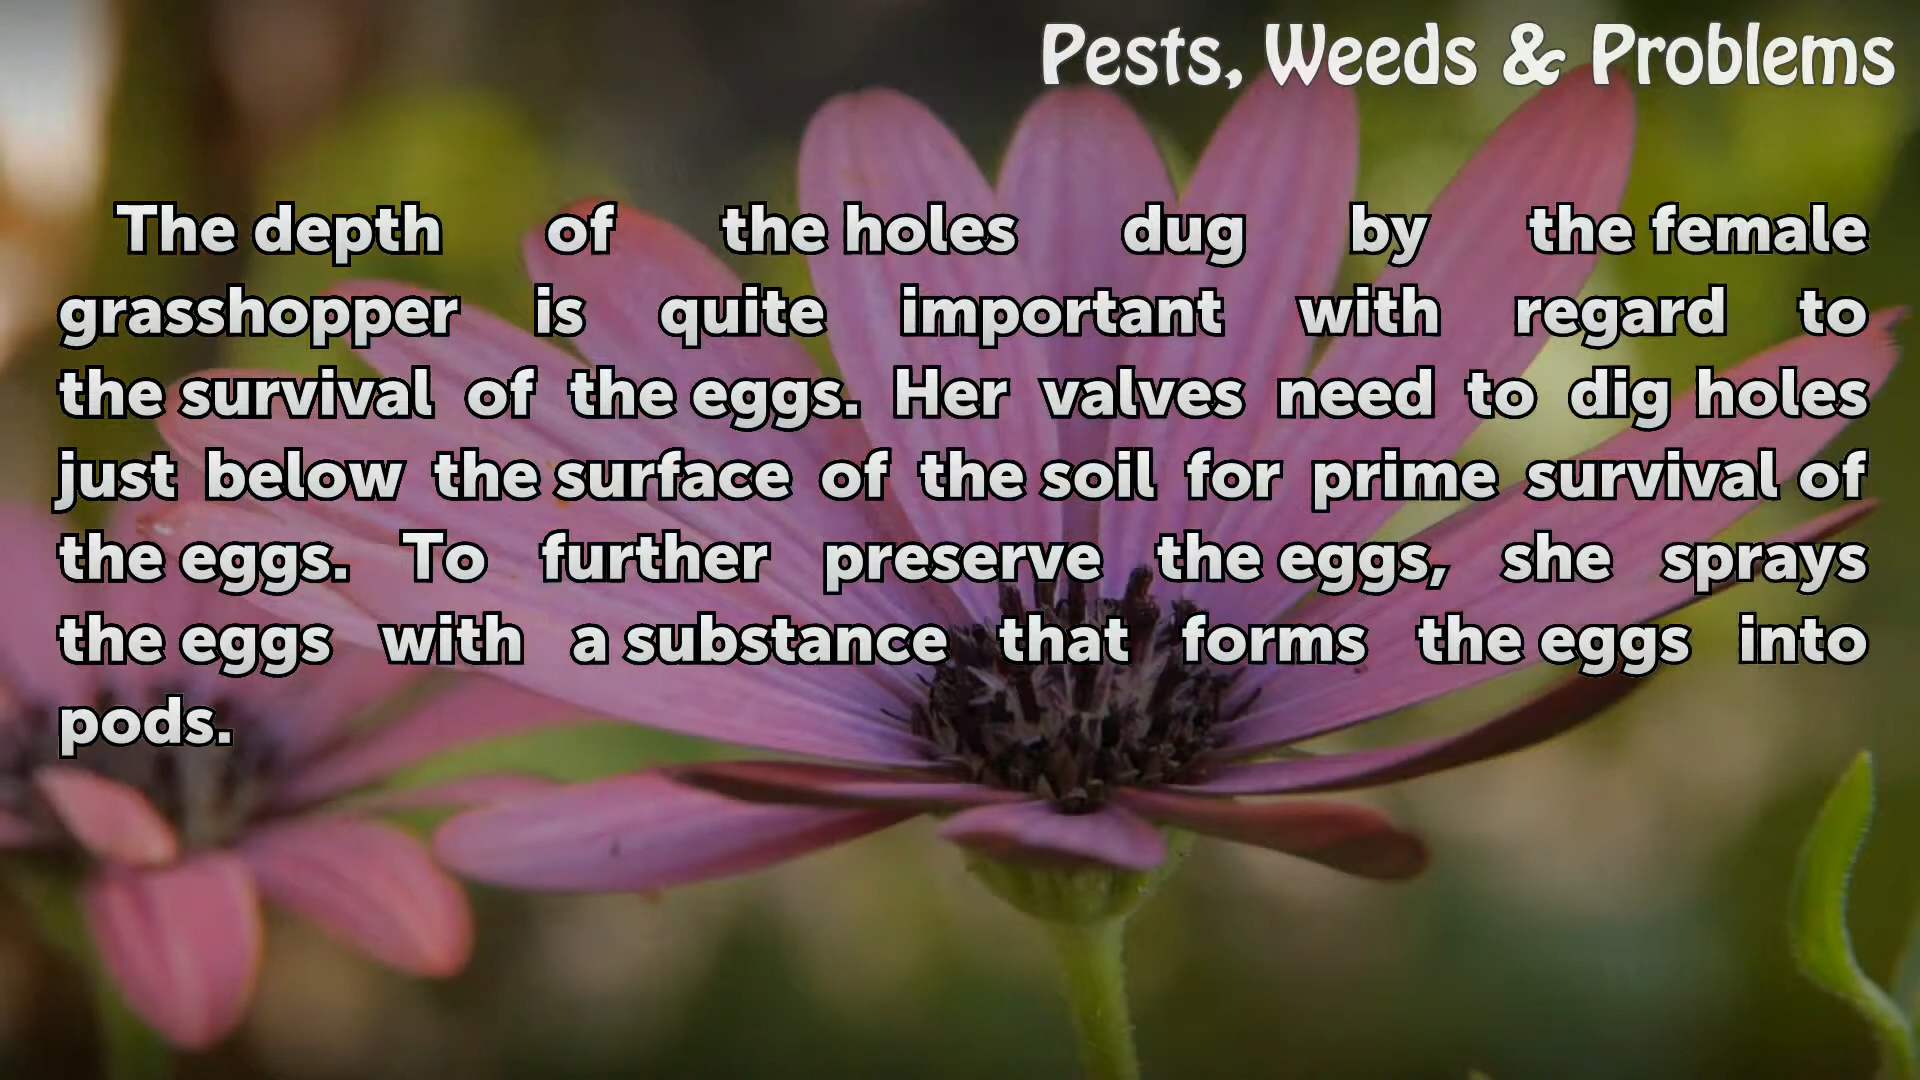 Pests, Weeds & Problems
The depth of the holes dug by the female
grasshopper is quite important with regard to
the survival of the eggs. Her valves need to dig holes
just below the surface of the soil for prime survival of
the eggs. To further preserve the eggs, she sprays
the eggs with a substance that forms the eggs into
pods.